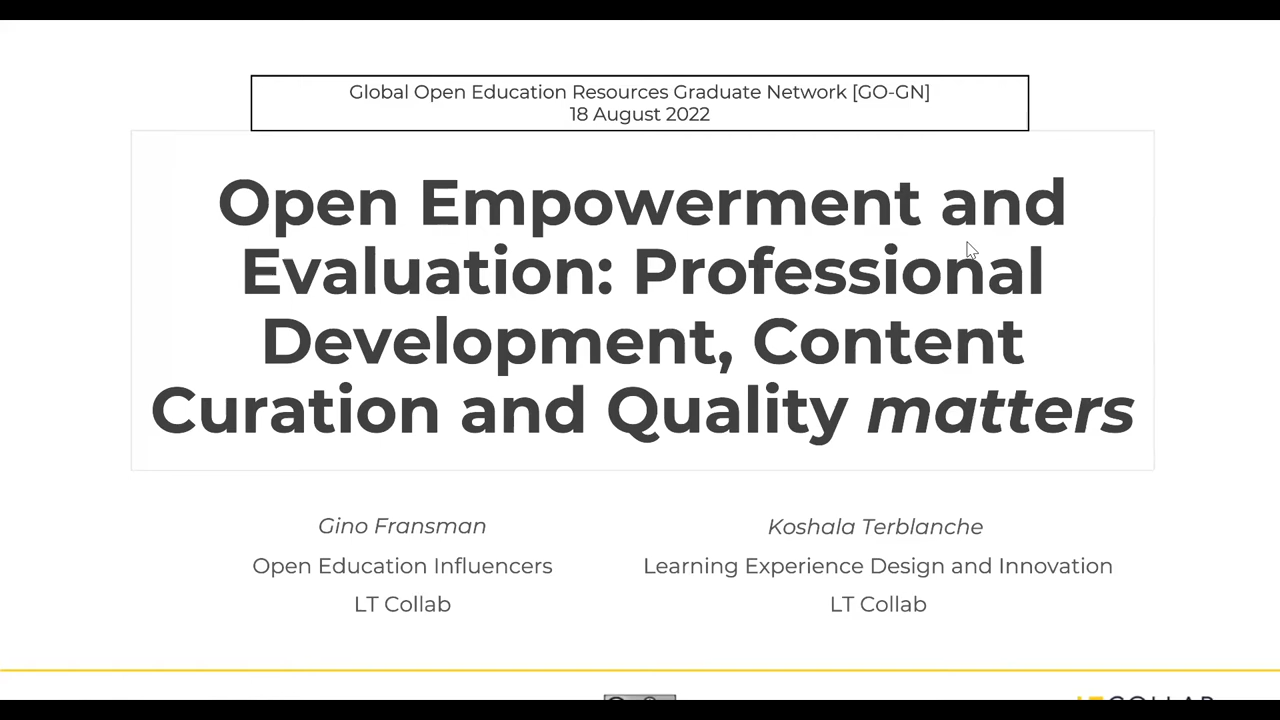 Global Open Education Resources Graduate Network [GO-GN]
18 August 2022
Open Empowerment and
Evaluation: Professional
Development, Content
Curation and Quality matters
Gino Fransman
Koshala Terblanche
Open Education Influencers
Learning Experience Design and Innovation
LT Collab
LT Collab